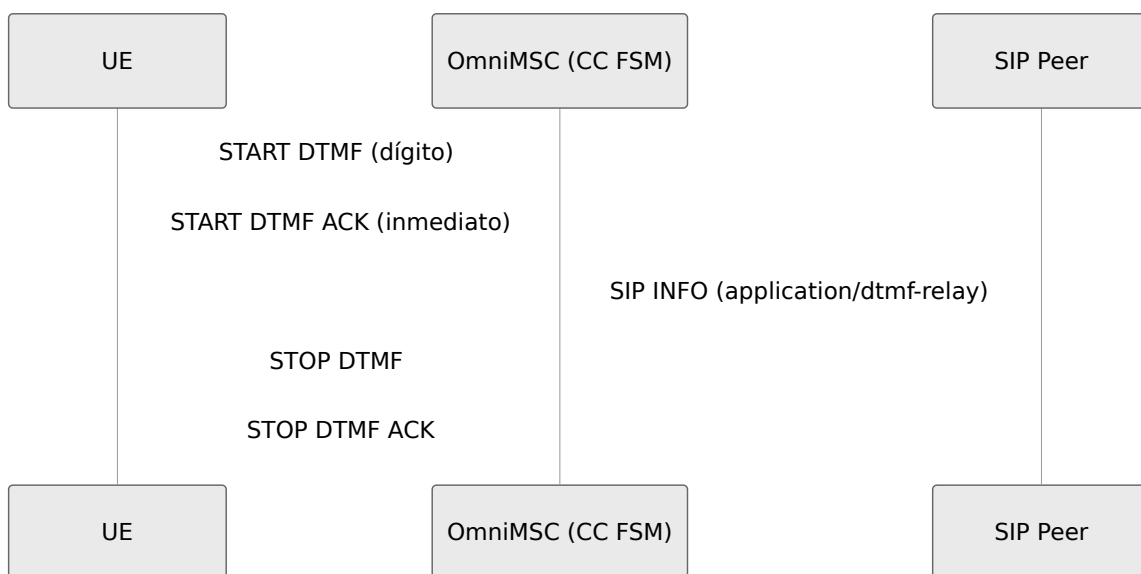 UE
OmniMSC (CC FSM)
SIP Peer
START DTMF (dígito)
START DTMF ACK (inmediato)
SIP INFO (application/dtmf-relay)
STOP DTMF
STOP DTMF ACK
UE
OmniMSC (CC FSM)
SIP Peer